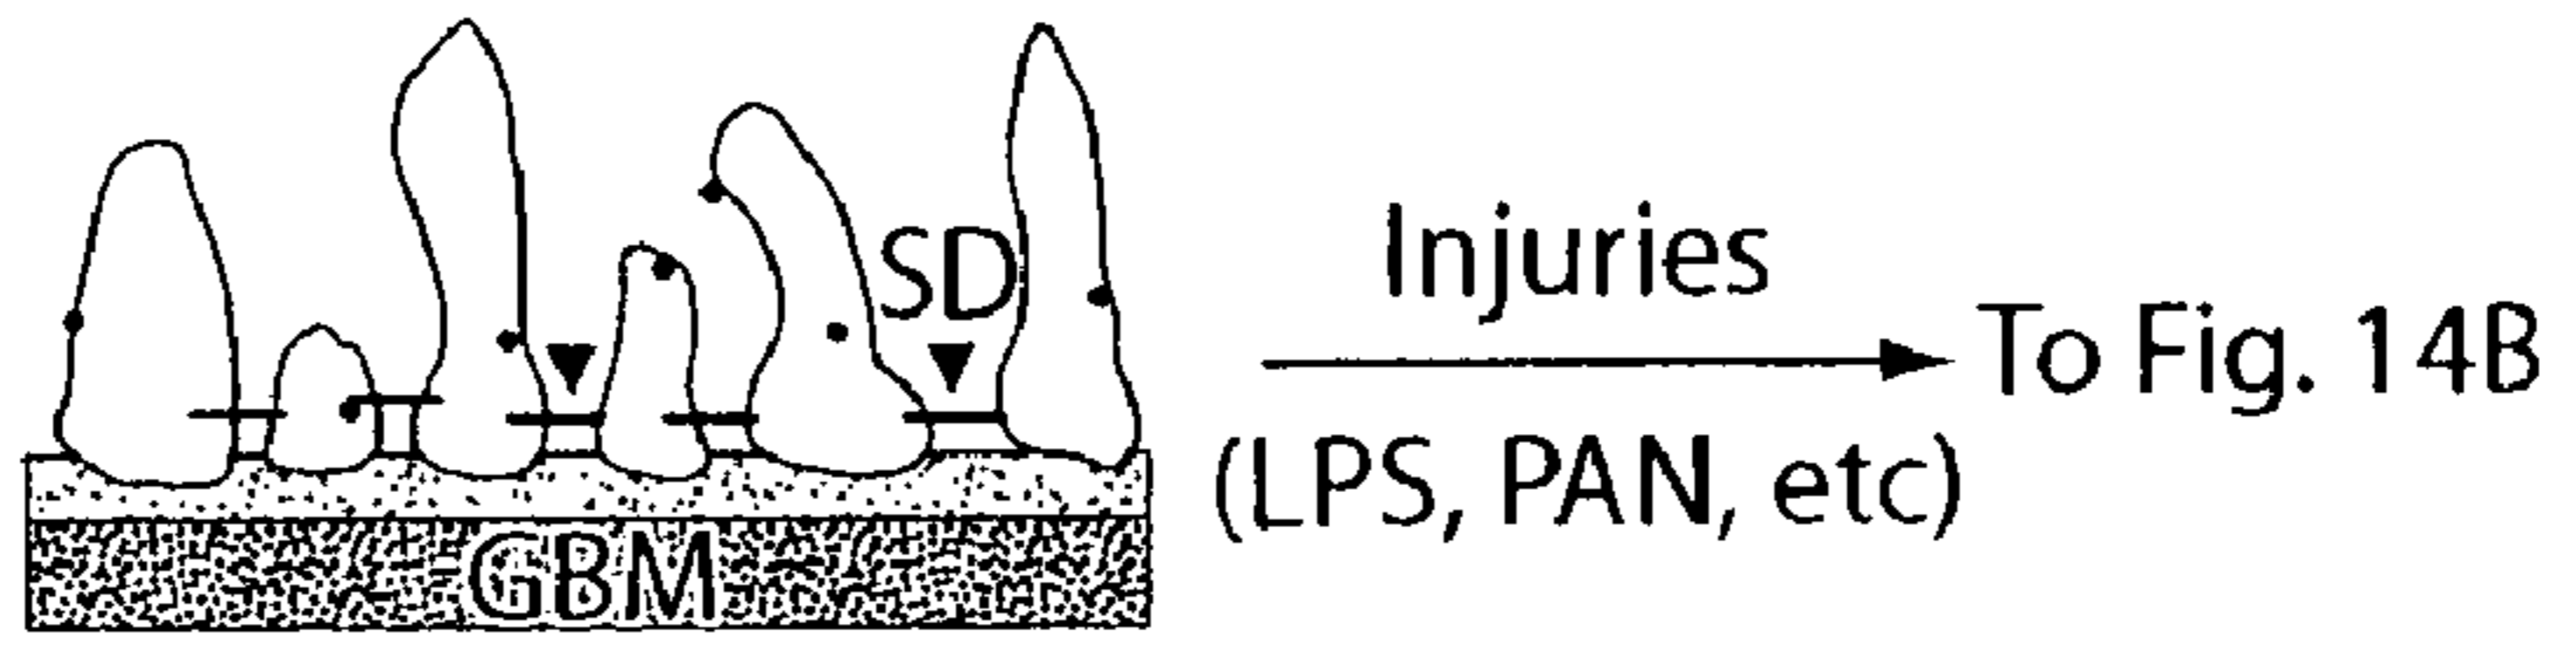 SD
GBM
Injuries
(LPS, PAN, etc)
To Fig. 14B